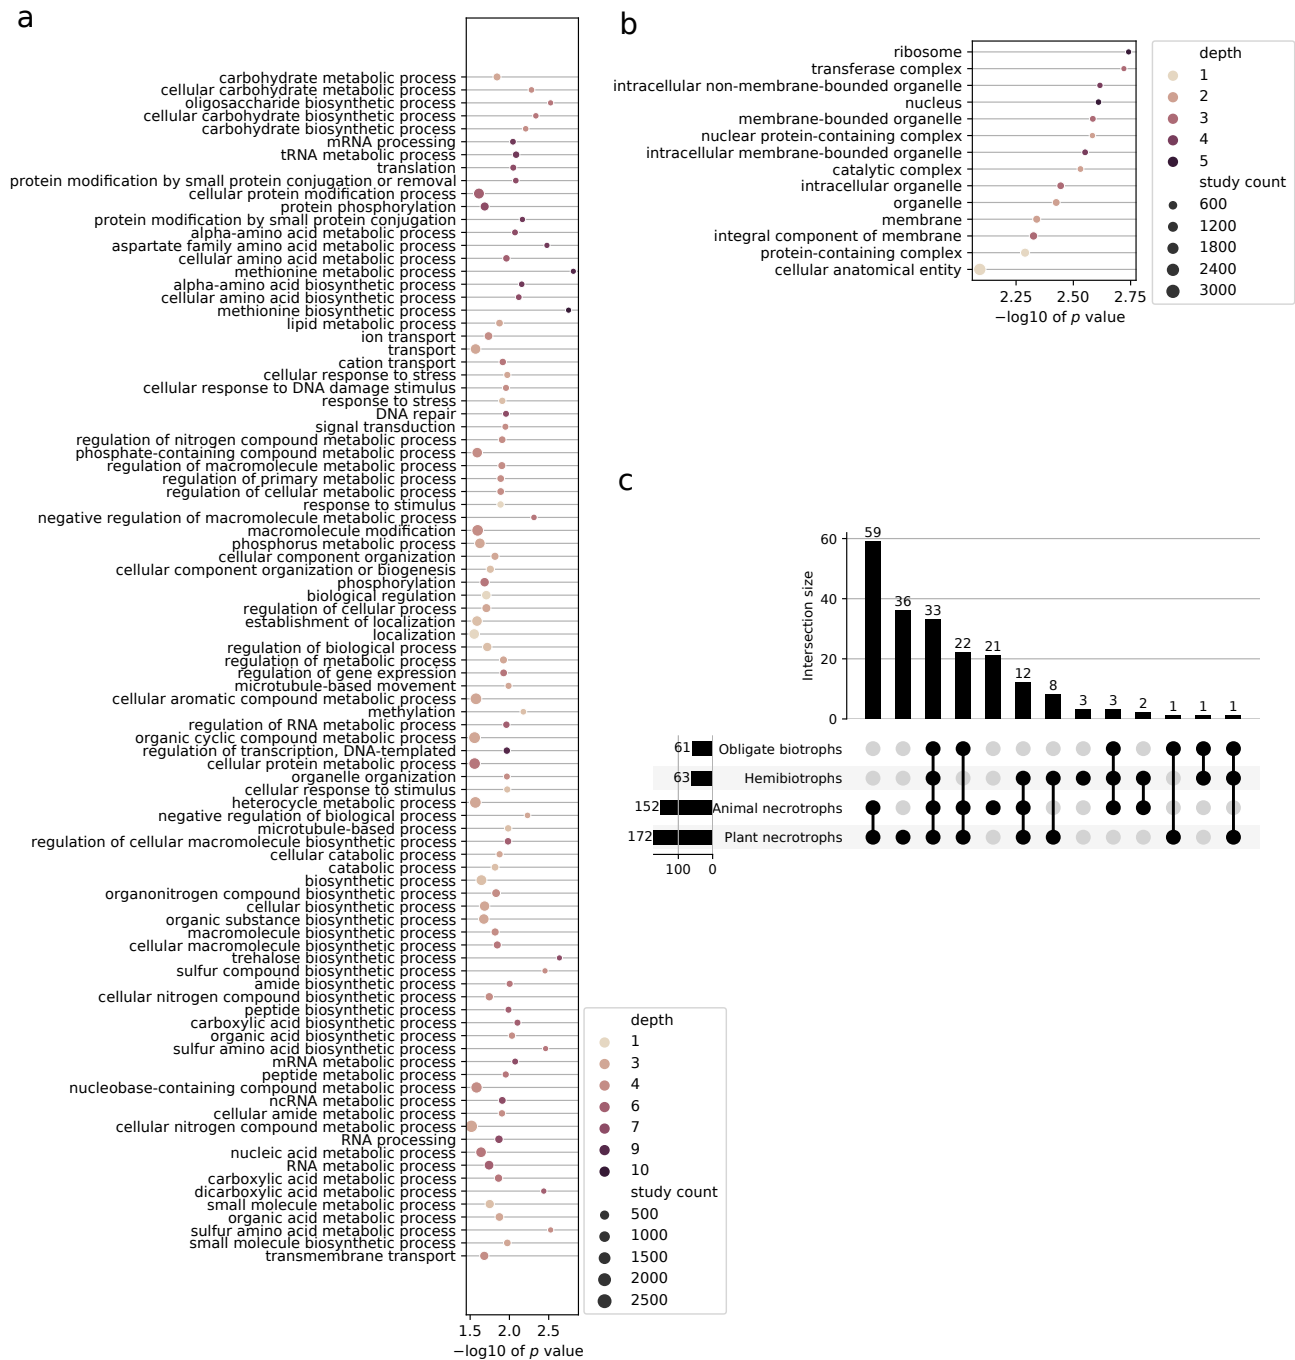 a
carbohydrate metabolic process
cellular carbohydrate metabolic process
oligosaccharide biosynthetic process
cellular carbohydrate biosynthetic process
carbohydrate biosynthetic process
mRNA processing
tRNA metabolic process
translation
protein modification by small protein conjugation or removal
cellular protein modification process
protein phosphorylation
protein modification by small protein conjugation
alpha-amino acid metabolic process
aspartate family amino acid metabolic process
cellular amino acid metabolic process
methionine metabolic process
alpha-amino acid biosynthetic process
cellular amino acid biosynthetic process
methionine biosynthetic process
lipid metabolic process
ion transport
transport
cation transport
cellular response to stress
cellular response to DNA damage stimulus
response to stress
DNA repair
signal transduction
regulation of nitrogen compound metabolic process
phosphate-containing compound metabolic process
regulation of macromolecule metabolic process
regulation of primary metabolic process
regulation of cellular metabolic process
response to stimulus
negative regulation of macromolecule metabolic process
macromolecule modification
phosphorus metabolic process
cellular component organization
cellular component organization or biogenesis
phosphorylation
biological regulation
regulation of cellular process
establishment of localization
localization
regulation of biological process
regulation of metabolic process
regulation of gene expression
microtubule-based movement
cellular aromatic compound metabolic process
methylation
regulation of RNA metabolic process
organic cyclic compound metabolic process
regulation of transcription, DNA-templated
cellular protein metabolic process
organelle organization
cellular response to stimulus
heterocycle metabolic process
negative regulation of biological process
microtubule-based process
regulation of cellular macromolecule biosynthetic process
cellular catabolic process
catabolic process
biosynthetic process
organonitrogen compound biosynthetic process
cellular biosynthetic process
organic substance biosynthetic process
macromolecule biosynthetic process
cellular macromolecule biosynthetic process
trehalose biosynthetic process
sulfur compound biosynthetic process
amide biosynthetic process
cellular nitrogen compound biosynthetic process
peptide biosynthetic process
carboxylic acid biosynthetic process
organic acid biosynthetic process
sulfur amino acid biosynthetic process
mRNA metabolic process
peptide metabolic process
nucleobase-containing compound metabolic process
ncRNA metabolic process
cellular amide metabolic process
cellular nitrogen compound metabolic process
RNA processing
nucleic acid metabolic process
RNA metabolic process
carboxylic acid metabolic process
dicarboxylic acid metabolic process
small molecule metabolic process
organic acid metabolic process
sulfur amino acid metabolic process
small molecule biosynthetic process
transmembrane transport
1.5 2.0 2.5
−log10 of p value
depth
1
3
4
6
7
9
10
study count
500
1000
1500
2000
2500
b
ribosome
transferase complex
intracellular non-membrane-bounded organelle
nucleus
membrane-bounded organelle
nuclear protein-containing complex
intracellular membrane-bounded organelle
catalytic complex
intracellular organelle
organelle
membrane
integral component of membrane
protein-containing complex
cellular anatomical entity
2.25 2.50 2.75
−log10 of p value
depth
1
2
3
4
5
study count
600
1200
1800
2400
3000
c
Intersection size
60
40
20
0
59 36 33 22 21 12 8 3 3 2 1 1 1
61 Obligate biotrophs
63 Hemibiotrophs
152 Animal necrotrophs
172 Plant necrotrophs
100 0